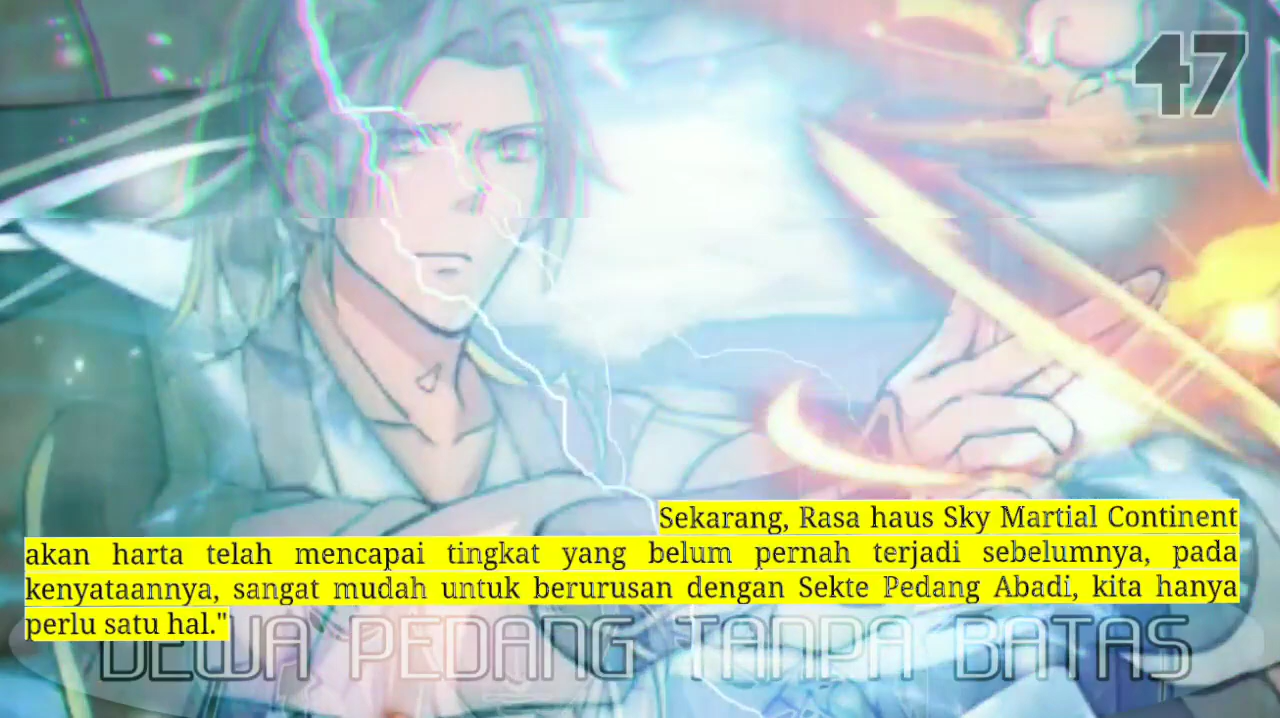 47
Sekarang, Rasa haus Sky Martial Continent
akan harta telah mencapai tingkat yang belum pernah terjadi sebelumnya, pada
kenyataannya, sangat mudah untuk berurusan dengan Sekte Pedang Abadi, kita hanya
perlu satu hal."
DEWA PEDANG TANPA BATAS